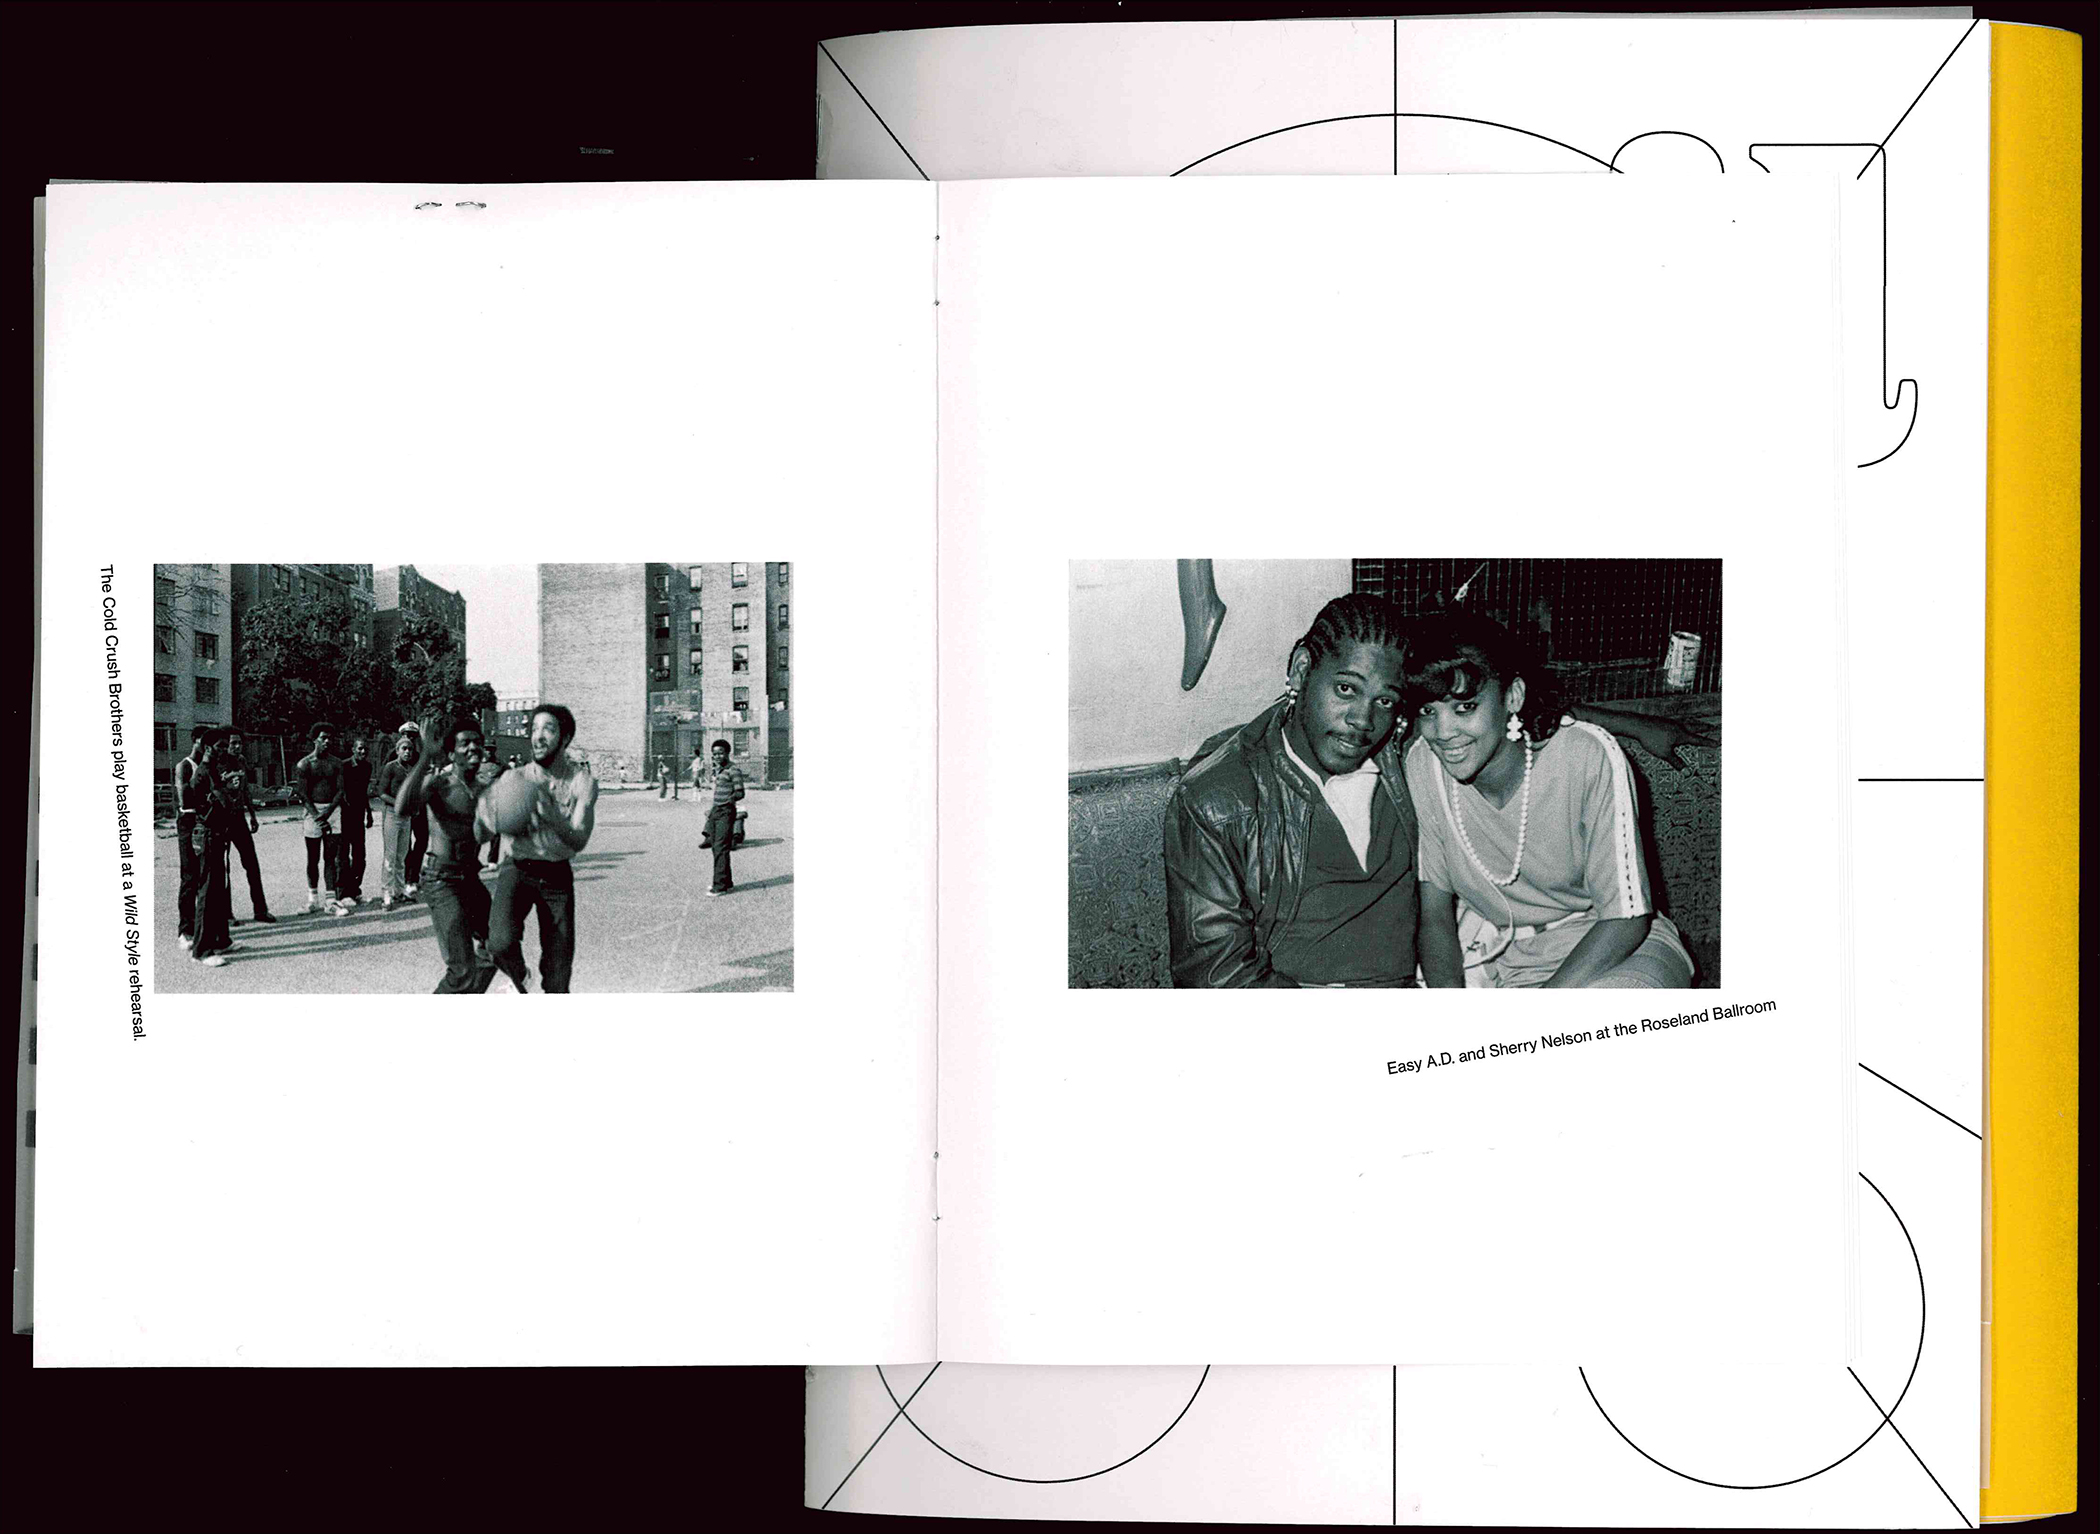 The Cold Crush Brothers play basketball at a Wild Style rehearsal.
Easy A.D. and Sherry Nelson at the Roseland Ballroom